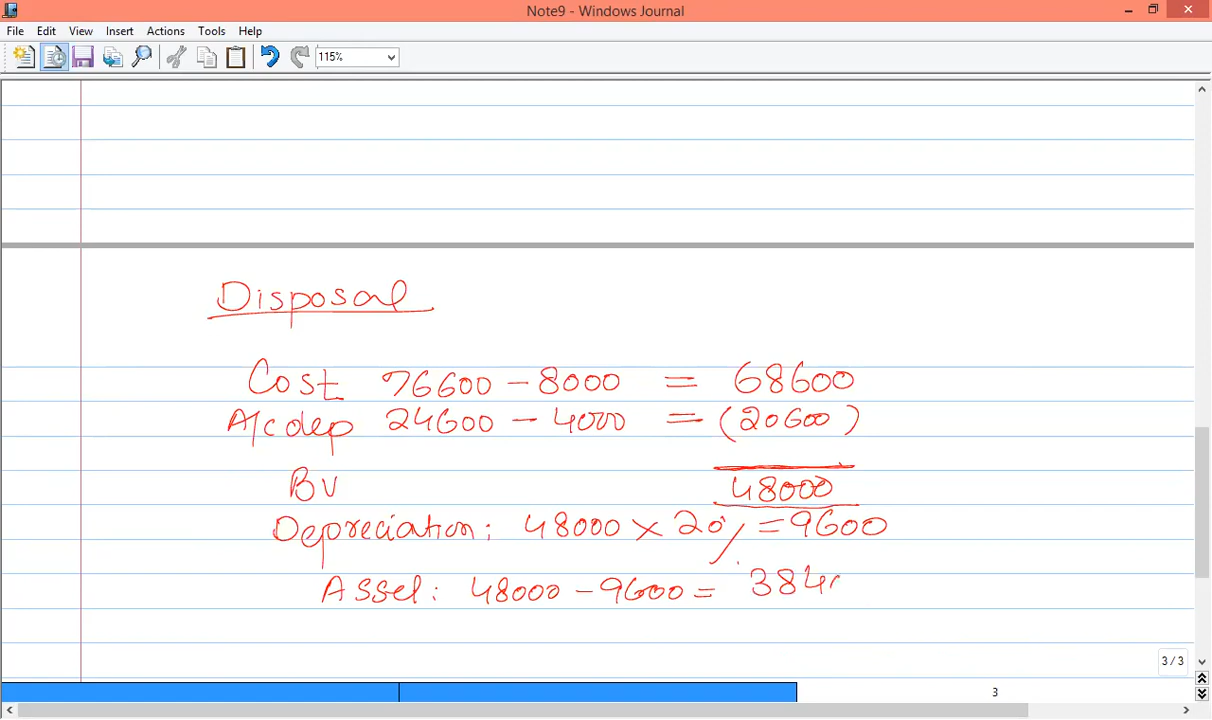 Note9 - Windows Journal
File Edit View Insert Actions Tools Help
115%
Disposal
Cost 76600 - 8000 = 68600
A/c dep 24600 - 4000 = (20600)
BV 48000
Depreciation: 48000 x 20% = 9600
Asset: 48000 - 9600 = 384
3 / 3
3